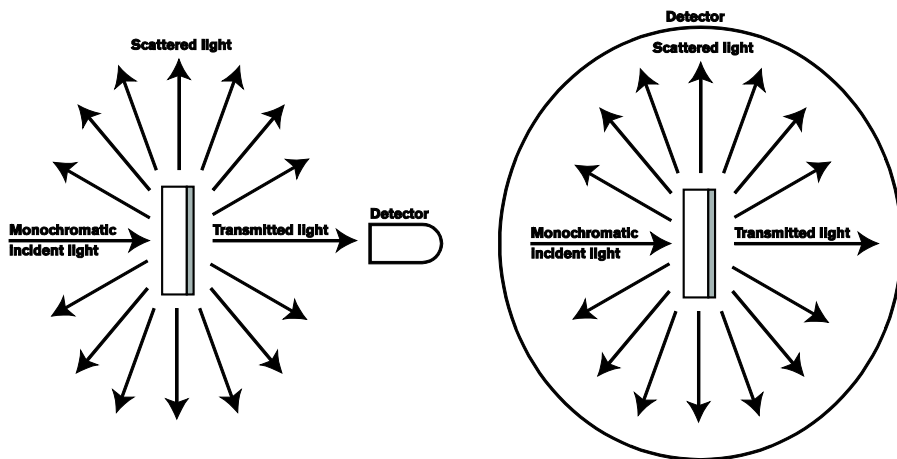 Scattered light
Monochromatic
incident light
Transmitted light
Detector
Detector
Scattered light
Monochromatic
incident light
Transmitted light